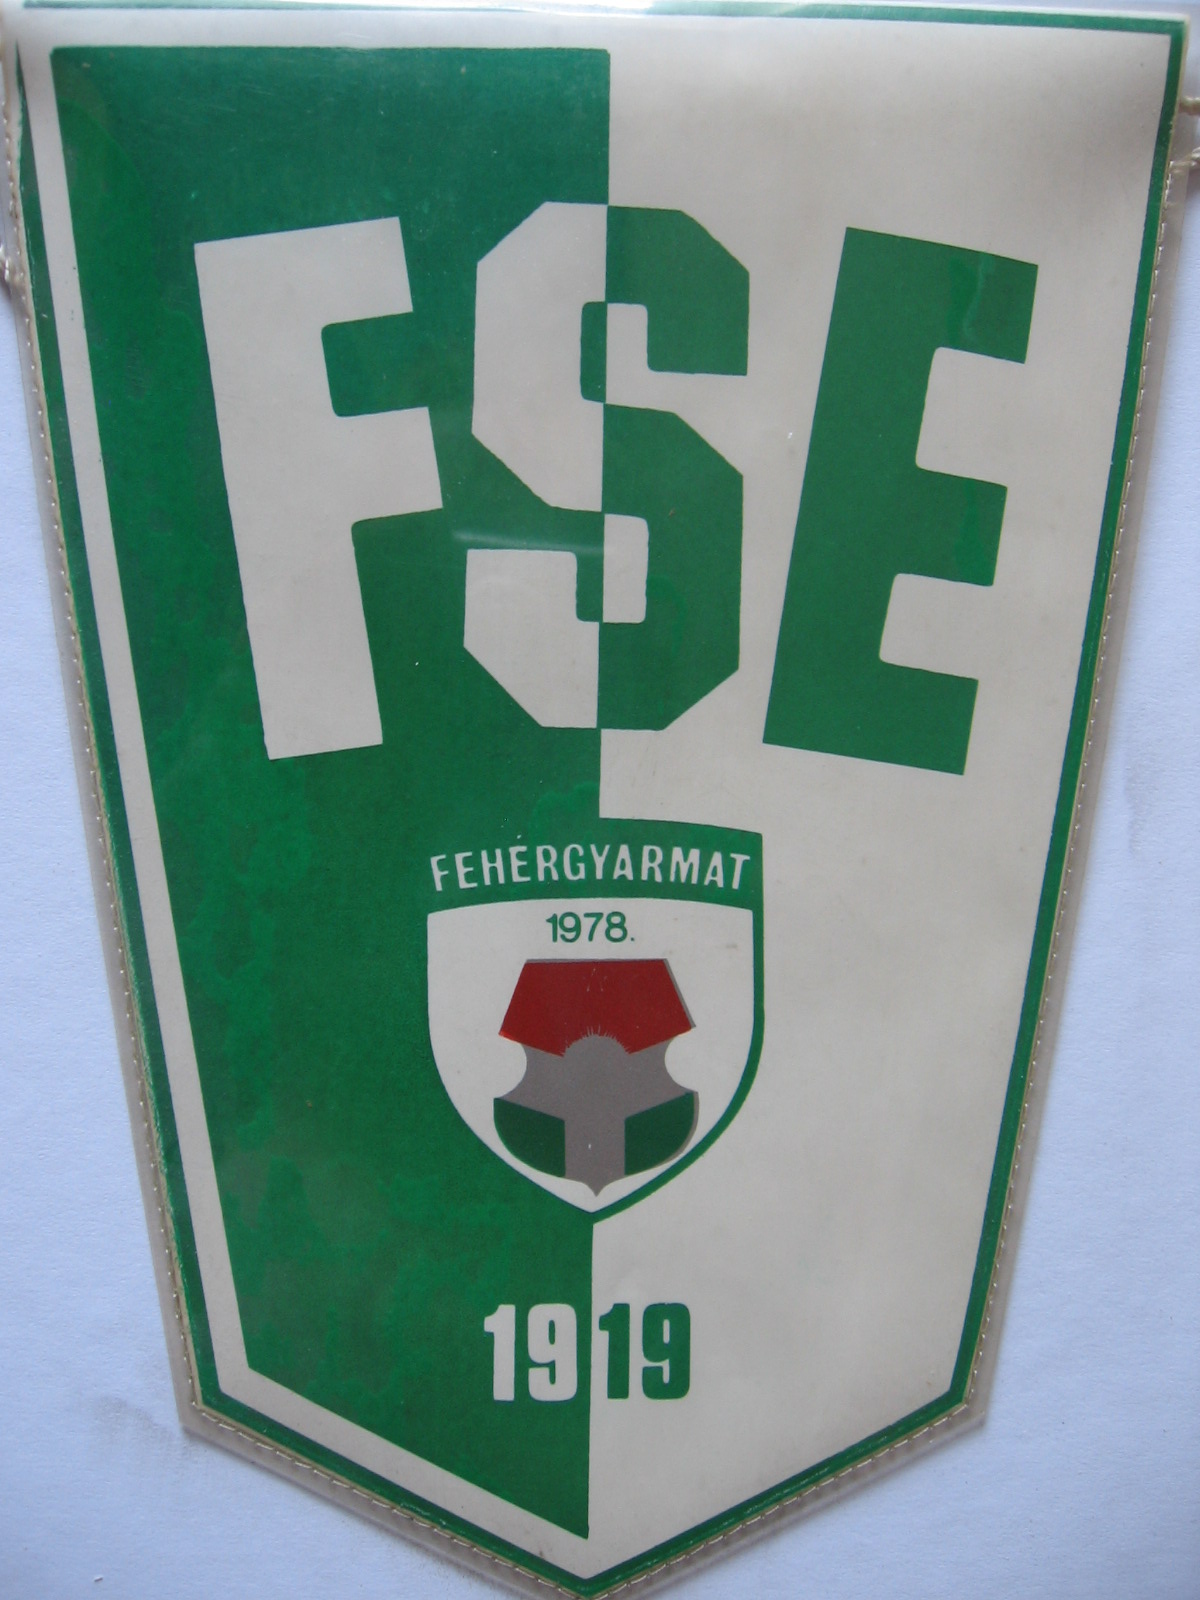 FSE
FEHÉRGYARMAT
1978.
1919